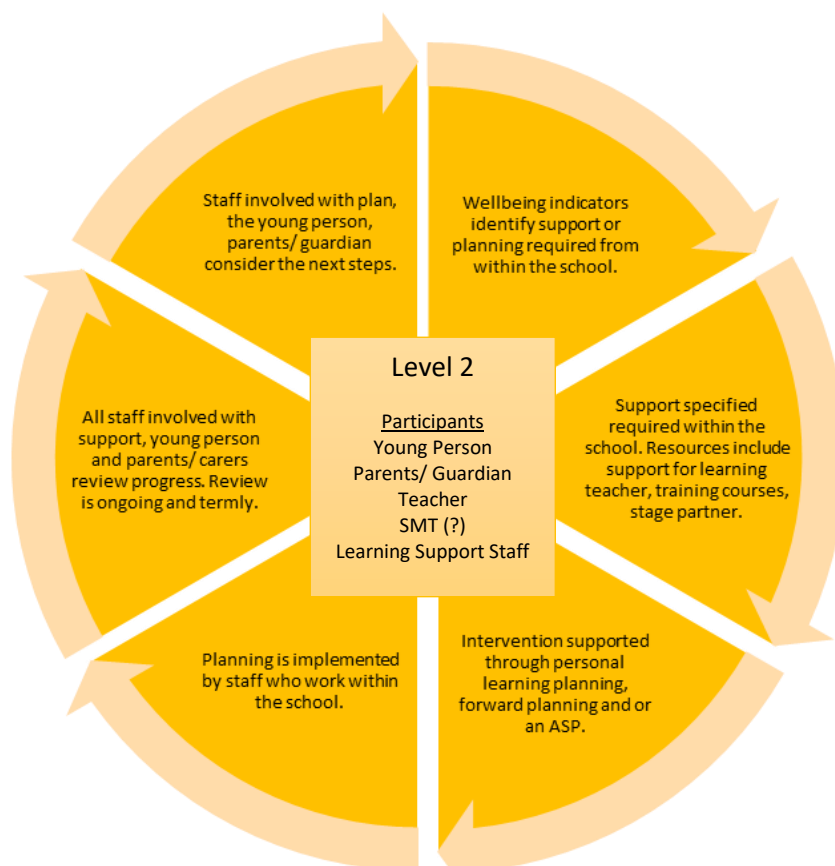 Wellbeing indicators
identify support or
planning required from
within the school.
Support specified
required within the
school. Resources include
support for learning
teacher, training courses,
stage partner.
Intervention supported
through personal
learning planning,
forward planning and or
an ASP.
Planning is implemented
by staff who work within
the school.
All staff involved with
support, young person
and parents/ carers
review progress. Review
is ongoing and termly.
Staff involved with plan,
the young person,
parents/ guardian
consider the next steps.
Level 2
Participants
Young Person
Parents/ Guardian
Teacher
SMT (?)
Learning Support Staff